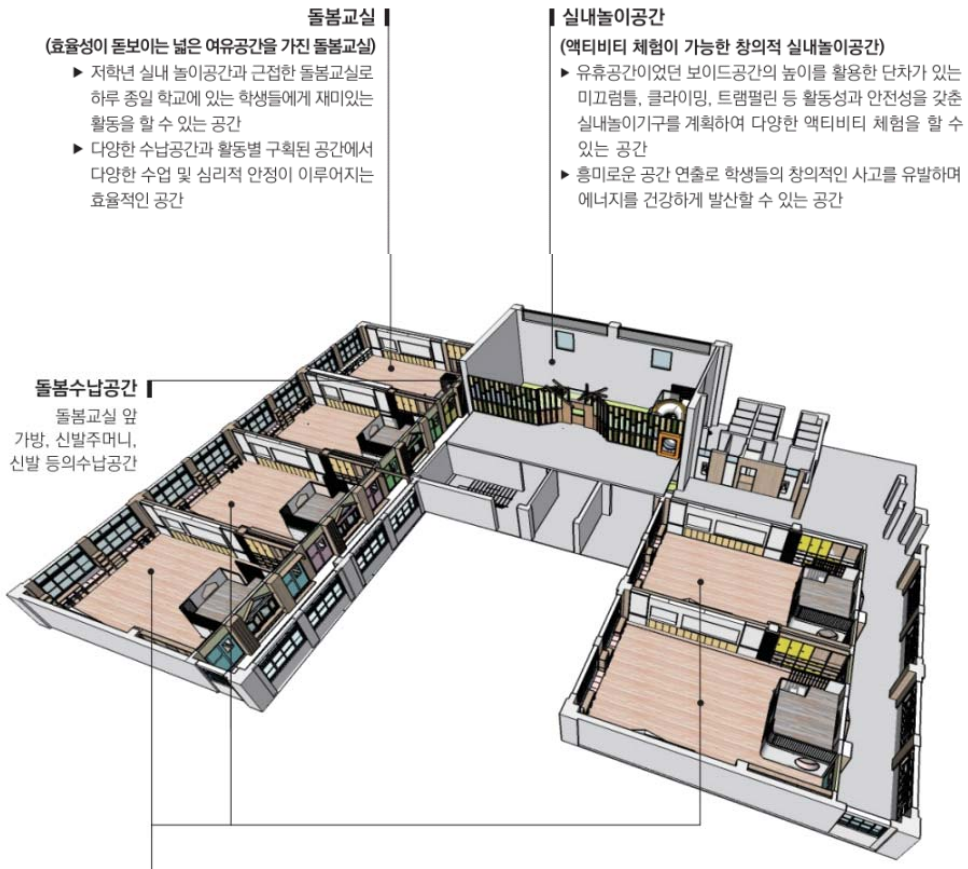 돌봄교실
(효율성이 돋보이는 넓은 여유공간을 가진 돌봄교실)
▶ 저학년 실내 놀이공간과 근접한 돌봄교실로
하루 종일 학교에 있는 학생들에게 재미있는
활동을 할 수 있는 공간
▶ 다양한 수납공간과 활동별 구획된 공간에서
다양한 수업 및 심리적 안정이 이루어지는
효율적인 공간
실내놀이공간
(액티비티 체험이 가능한 창의적 실내놀이공간)
▶ 유휴공간이었던 보이드공간의 높이를 활용한 단차가 있는
미끄럼틀, 클라이밍, 트램펄린 등 활동성과 안전성을 갖춘
실내놀이기구를 계획하여 다양한 액티비티 체험을 할 수
있는 공간
▶ 흥미로운 공간 연출로 학생들의 창의적인 사고를 유발하며
에너지를 건강하게 발산할 수 있는 공간
돌봄수납공간
돌봄교실 앞
가방, 신발주머니,
신발 등의수납공간